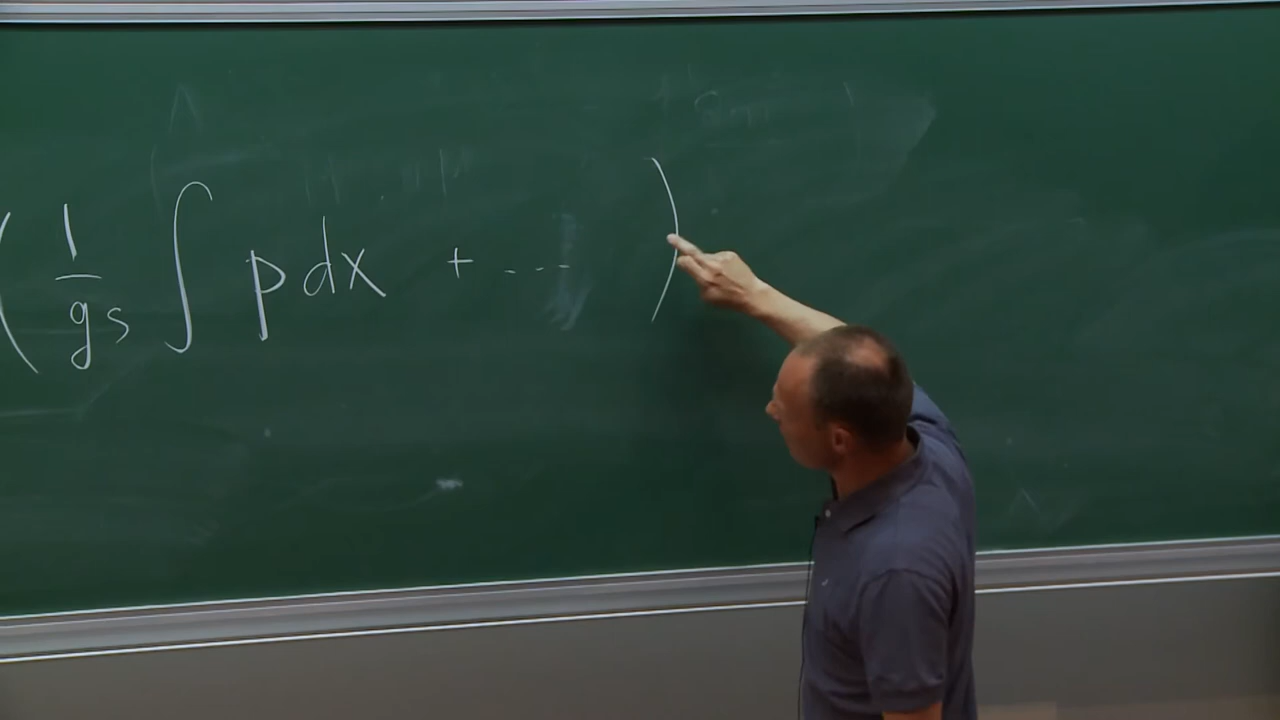 ( 1/gs ∫ p dx + ... )